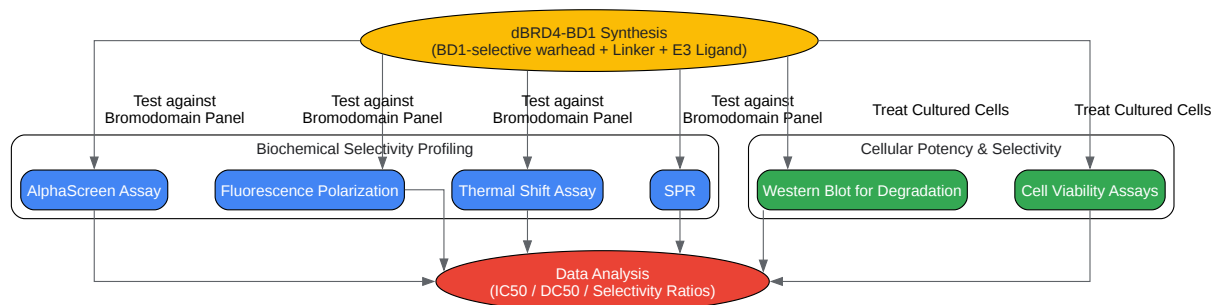 dBRD4-BD1 Synthesis
(BD1-selective warhead + Linker + E3 Ligand)
Test against
Bromodomain Panel
Test against
Bromodomain Panel
Test against
Bromodomain Panel
Test against
Bromodomain Panel
Treat Cultured Cells
Treat Cultured Cells
Biochemical Selectivity Profiling
Cellular Potency & Selectivity
AlphaScreen Assay
Fluorescence Polarization
Thermal Shift Assay
SPR
Western Blot for Degradation
Cell Viability Assays
Data Analysis
(IC50 / DC50 / Selectivity Ratios)